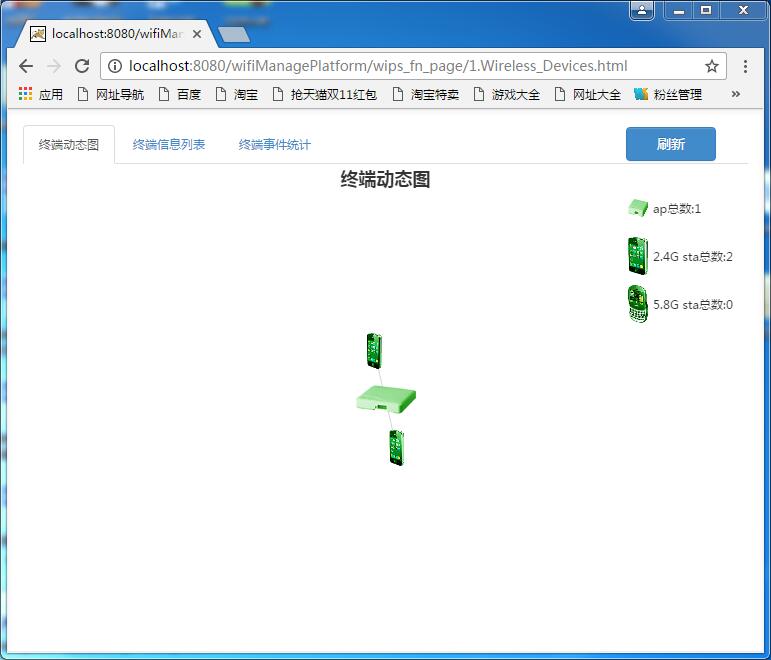 localhost:8080/wifiMan
localhost:8080/wifiManagePlatform/wips_fn_page/1.Wireless_Devices.html
应用 网址导航 百度 淘宝 抢天猫双11红包 淘宝特卖 游戏大全 网址大全 粉丝管理 »
终端动态图 终端信息列表 终端事件统计 刷新
终端动态图
ap总数:1
2.4G sta总数:2
5.8G sta总数:0